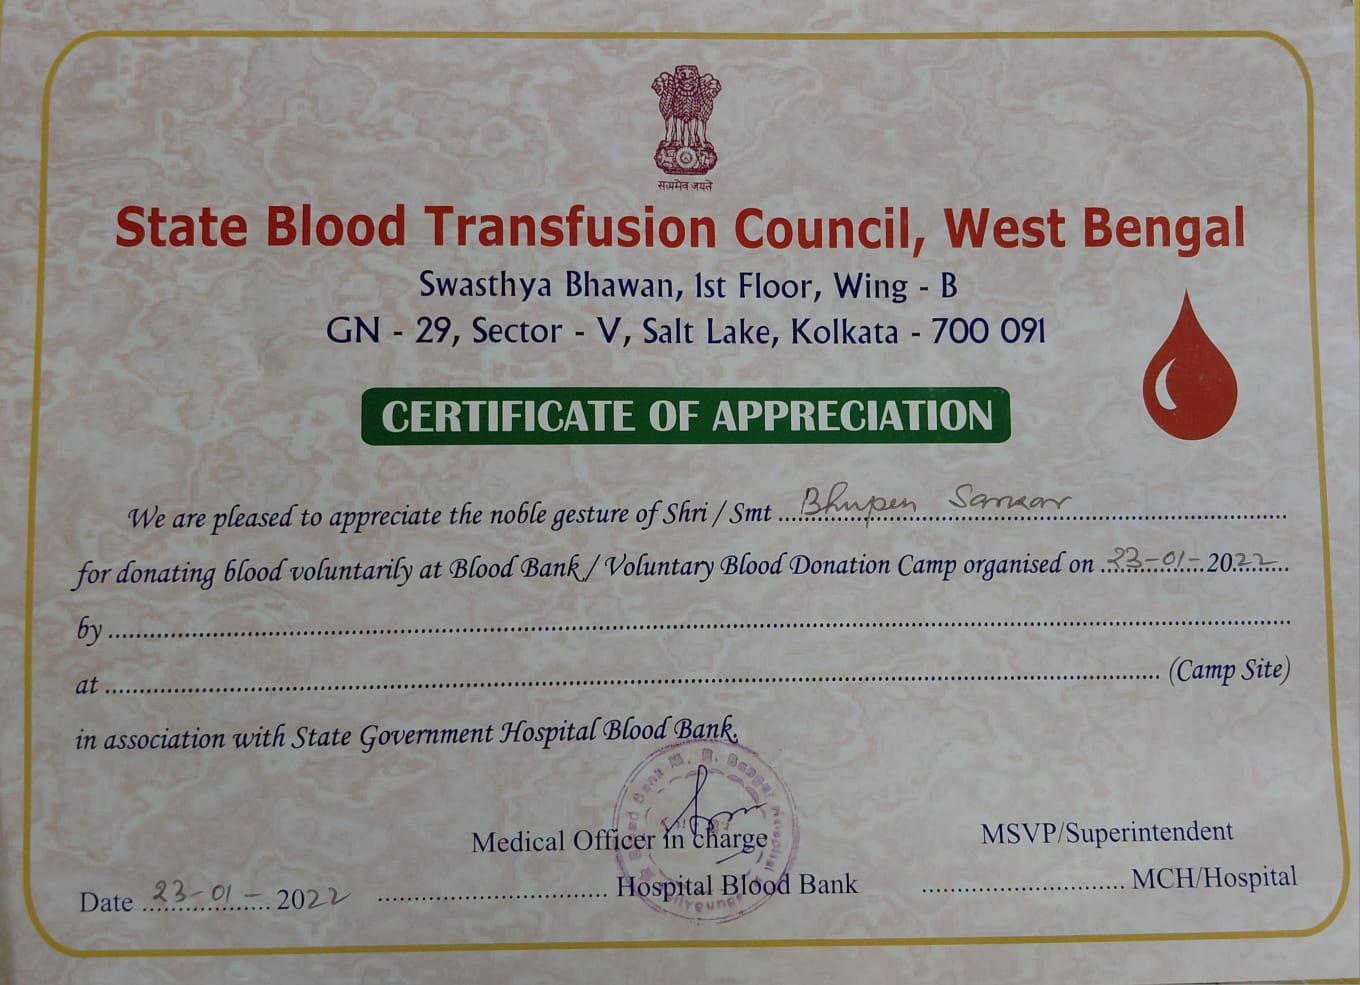 सत्यमेव जयते
State Blood Transfusion Council, West Bengal
Swasthya Bhawan, 1st Floor, Wing - B
GN - 29, Sector - V, Salt Lake, Kolkata - 700 091
CERTIFICATE OF APPRECIATION
We are pleased to appreciate the noble gesture of Shri / Smt Bhupen Sarkar
for donating blood voluntarily at Blood Bank / Voluntary Blood Donation Camp organised on 23-01-2022
by
at (Camp Site)
in association with State Government Hospital Blood Bank.
Blood Bank M. R. Bangur Hospital
Medical Officer in charge
MSVP/Superintendent
Date 23-01-2022
Hospital Blood Bank
MCH/Hospital